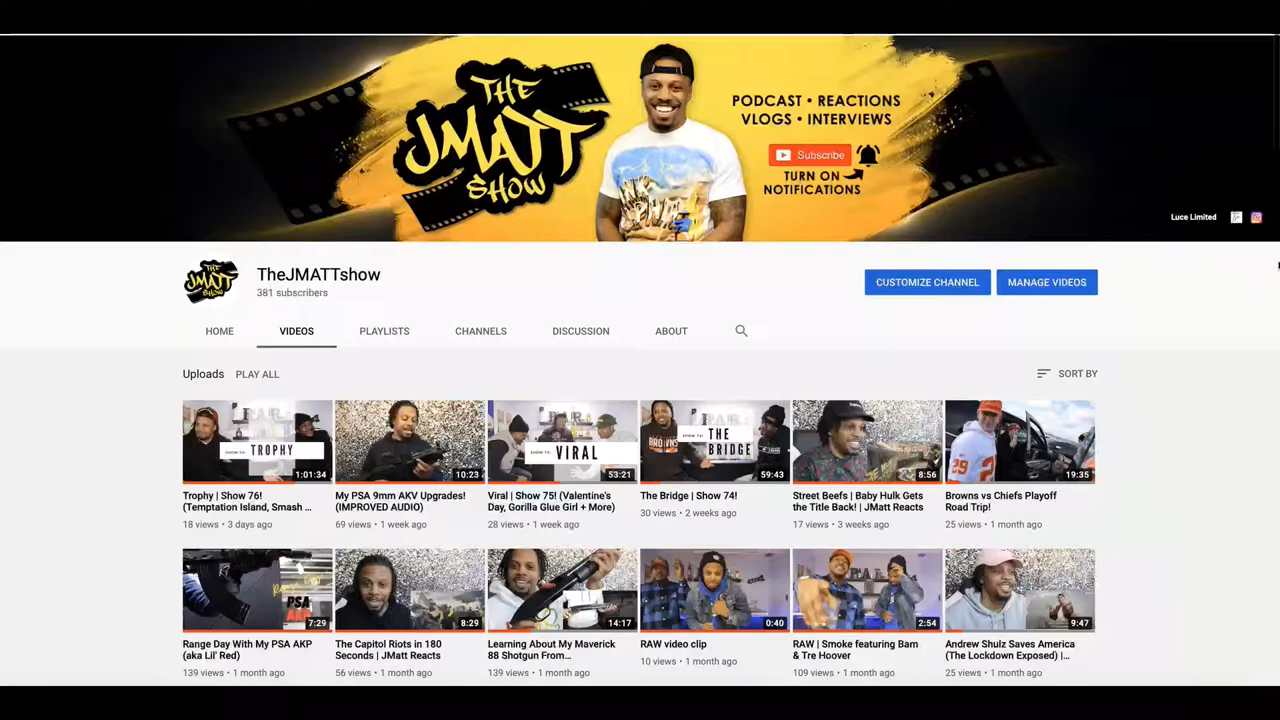 THE
JMATT
SHOW
PODCAST • REACTIONS
VLOGS • INTERVIEWS
Subscribe
TURN ON
NOTIFICATIONS
Luce Limited
THE
JMATT
SHOW
TheJMATTshow
381 subscribers
CUSTOMIZE CHANNEL
MANAGE VIDEOS
HOME
VIDEOS
PLAYLISTS
CHANNELS
DISCUSSION
ABOUT
Uploads
PLAY ALL
SORT BY
TROPHY
1:01:34
10:23
VIRAL
53:21
BROWNS
THE
BRIDGE
59:43
8:56
29
19:35
Trophy | Show 76!
(Temptation Island, Smash ...
18 views • 3 days ago
My PSA 9mm AKV Upgrades!
(IMPROVED AUDIO)
69 views • 1 week ago
Viral | Show 75! (Valentine's
Day, Gorilla Glue Girl + More)
28 views • 1 week ago
The Bridge | Show 74!
30 views • 2 weeks ago
Street Beefs | Baby Hulk Gets
the Title Back! | JMatt Reacts
17 views • 3 weeks ago
Browns vs Chiefs Playoff
Road Trip!
25 views • 1 month ago
PSA
AKP
7:29
8:29
14:17
0:40
2:54
9:47
Range Day With My PSA AKP
(aka Lil' Red)
139 views • 1 month ago
The Capitol Riots in 180
Seconds | JMatt Reacts
56 views • 1 month ago
Learning About My Maverick
88 Shotgun From...
139 views • 1 month ago
RAW video clip
10 views • 1 month ago
RAW | Smoke featuring Bam
& Tre Hoover
109 views • 1 month ago
Andrew Shulz Saves America
(The Lockdown Exposed) |...
25 views • 1 month ago